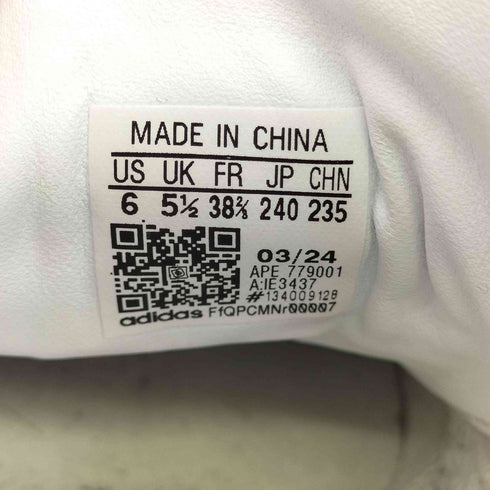 MADE IN CHINA
US UK FR JP CHN
6 5½ 38⅔ 240 235
03/24
APE 779001
A:IE3437
#134009128
adidas FfQPCMNr00007